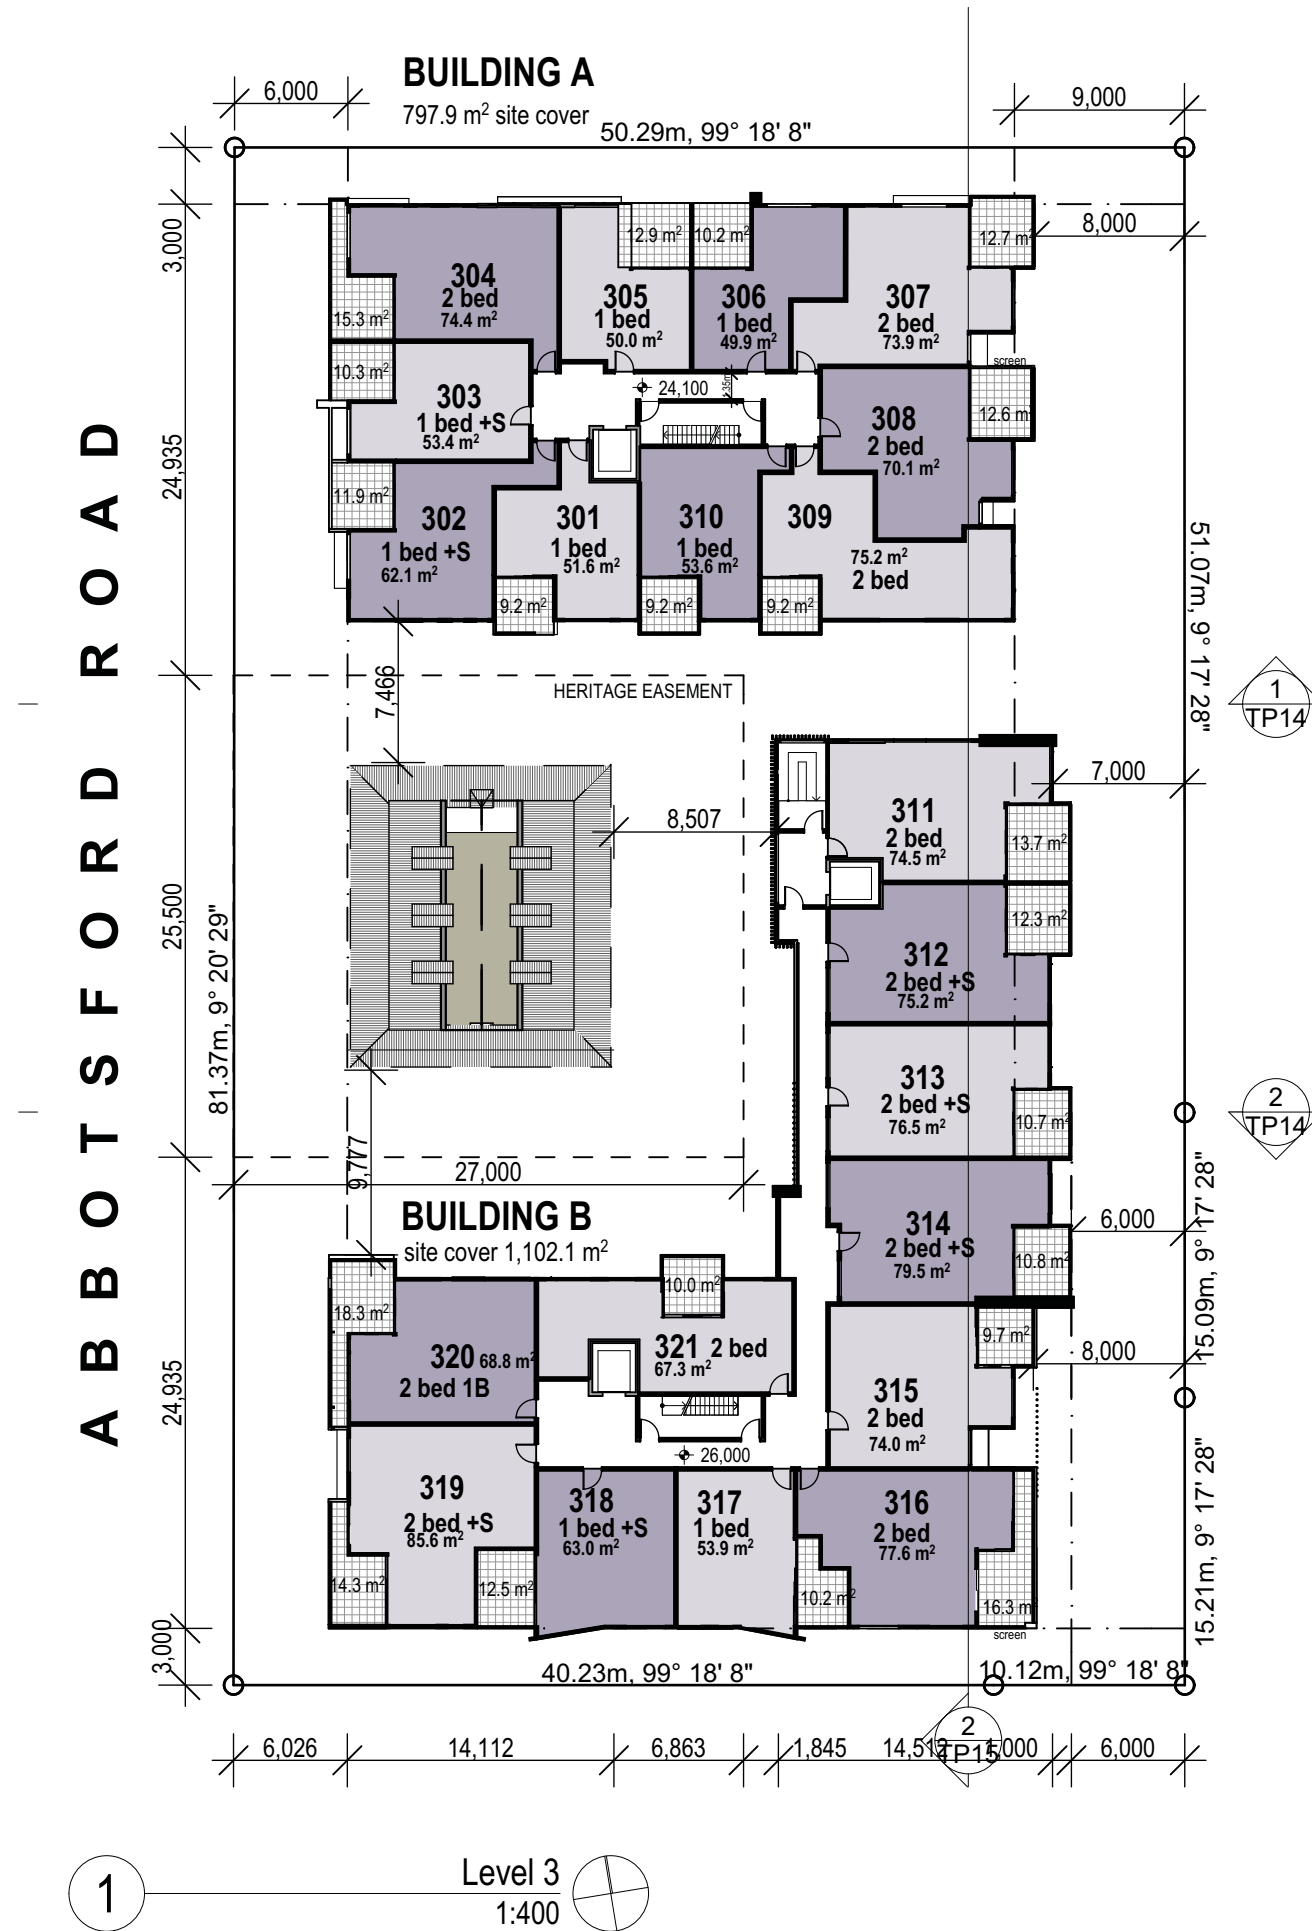 BUILDING A
797.9 m² site cover
6,000
9,000
50.29m, 99° 18' 8"
3,000
8,000
12.9 m²
10.2 m²
12.7 m²
304
2 bed
74.4 m²
305
1 bed
50.0 m²
306
1 bed
49.9 m²
307
2 bed
73.9 m²
15.3 m²
screen
10.3 m²
303
1 bed +S
53.4 m²
24,100
308
2 bed
70.1 m²
12.6 m²
24,935
11.9 m²
302
1 bed +S
62.1 m²
301
1 bed
51.6 m²
310
1 bed
53.6 m²
309
75.2 m²
2 bed
9.2 m²
9.2 m²
9.2 m²
51.07m, 9° 17' 28"
ABBOTSFORD ROAD
7,466
HERITAGE EASEMENT
1
TP14
7,000
8,507
311
2 bed
74.5 m²
13.7 m²
25,500
81.37m, 9° 20' 29"
12.3 m²
312
2 bed +S
75.2 m²
313
2 bed +S
76.5 m²
10.7 m²
2
TP14
9,777
27,000
BUILDING B
site cover 1,102.1 m²
314
2 bed +S
79.5 m²
10.8 m²
6,000
15.09m, 9° 17' 28"
18.3 m²
10.0 m²
9.7 m²
8,000
320 68.8 m²
2 bed 1B
321 2 bed
67.3 m²
315
2 bed
74.0 m²
24,935
26,000
319
2 bed +S
85.6 m²
318
1 bed +S
63.0 m²
317
1 bed
53.9 m²
316
2 bed
77.6 m²
14.3 m²
12.5 m²
10.2 m²
16.3 m²
screen
15.21m, 9° 17' 28"
3,000
40.23m, 99° 18' 8"
10.12m, 99° 18' 8"
6,026
14,112
6,863
1,845
14,512
1,000
6,000
2
TP15
1
Level 3
1:400